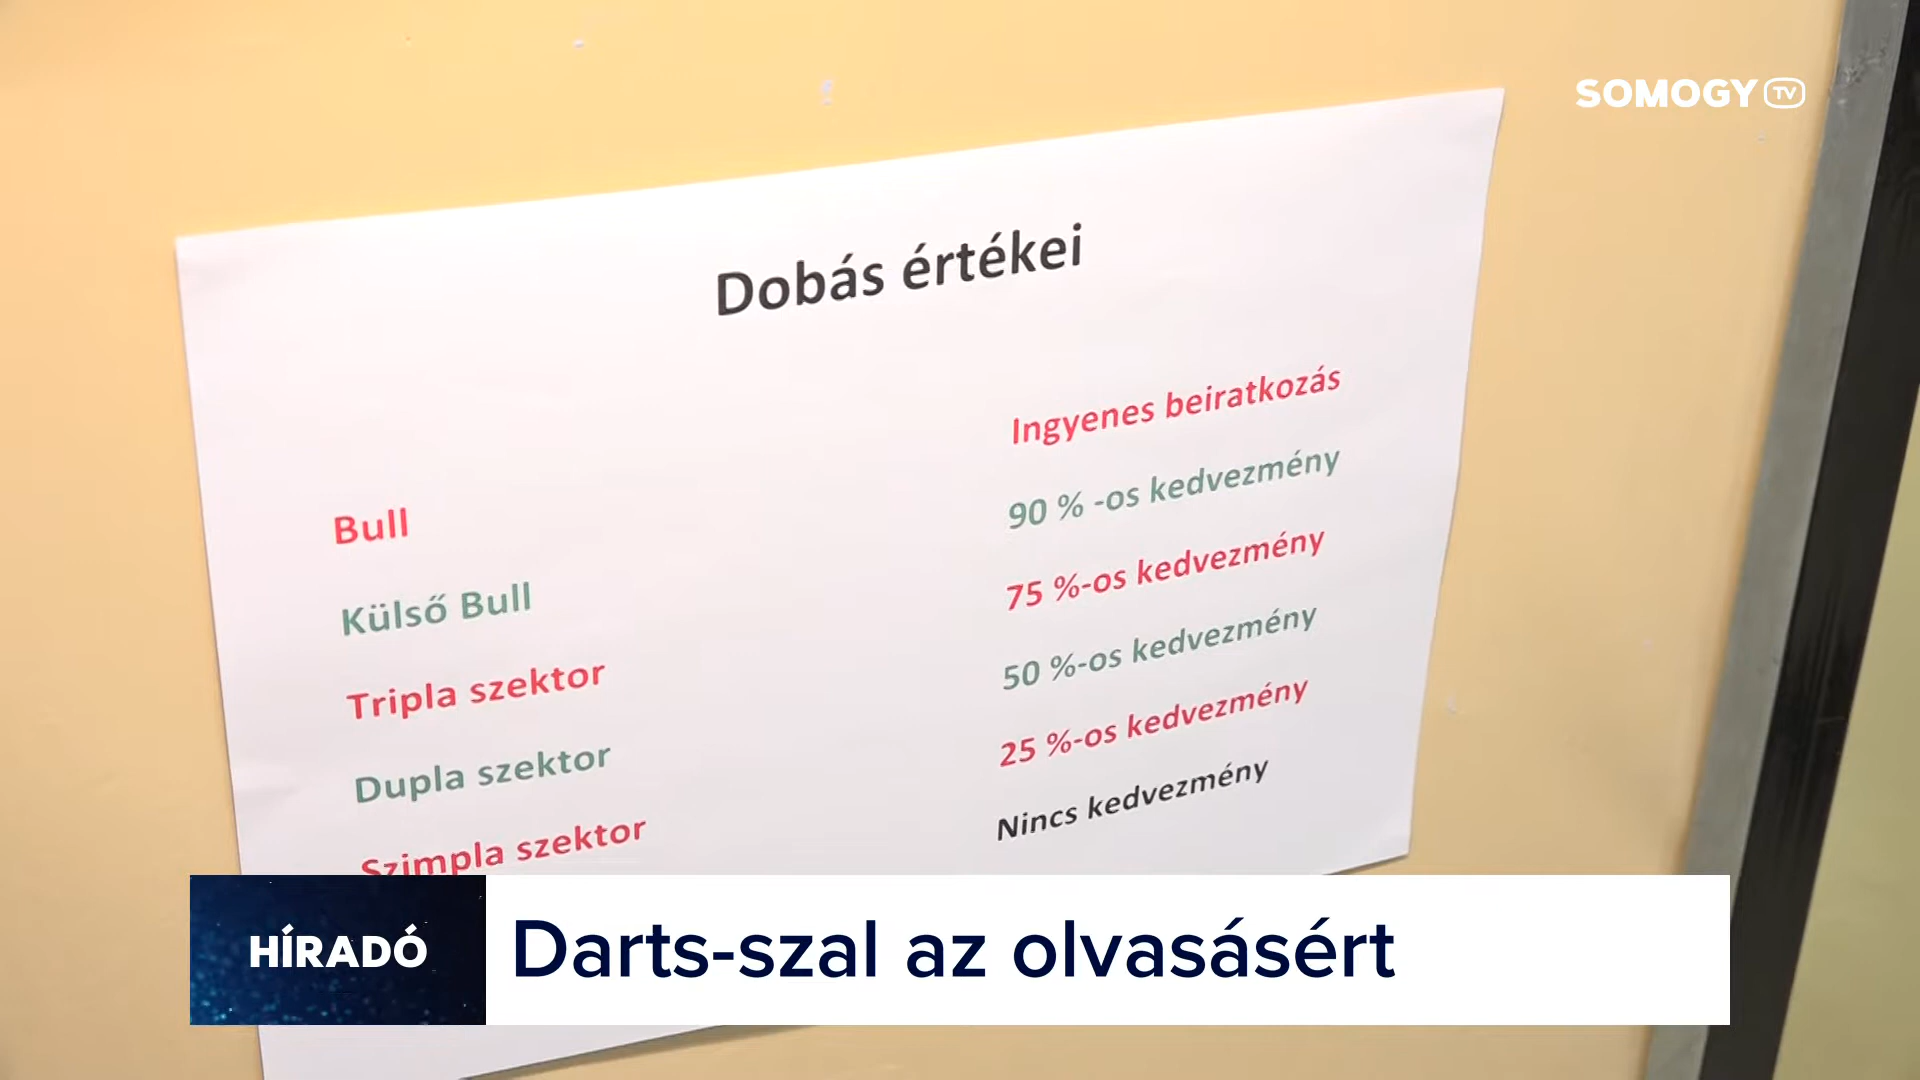 SOMOGY TV
Dobás értékei
Bull
Ingyenes beiratkozás
Külső Bull
90 % -os kedvezmény
Tripla szektor
75 %-os kedvezmény
Dupla szektor
50 %-os kedvezmény
Szimpla szektor
25 %-os kedvezmény
Nincs kedvezmény
HÍRADÓ
Darts-szal az olvasásért